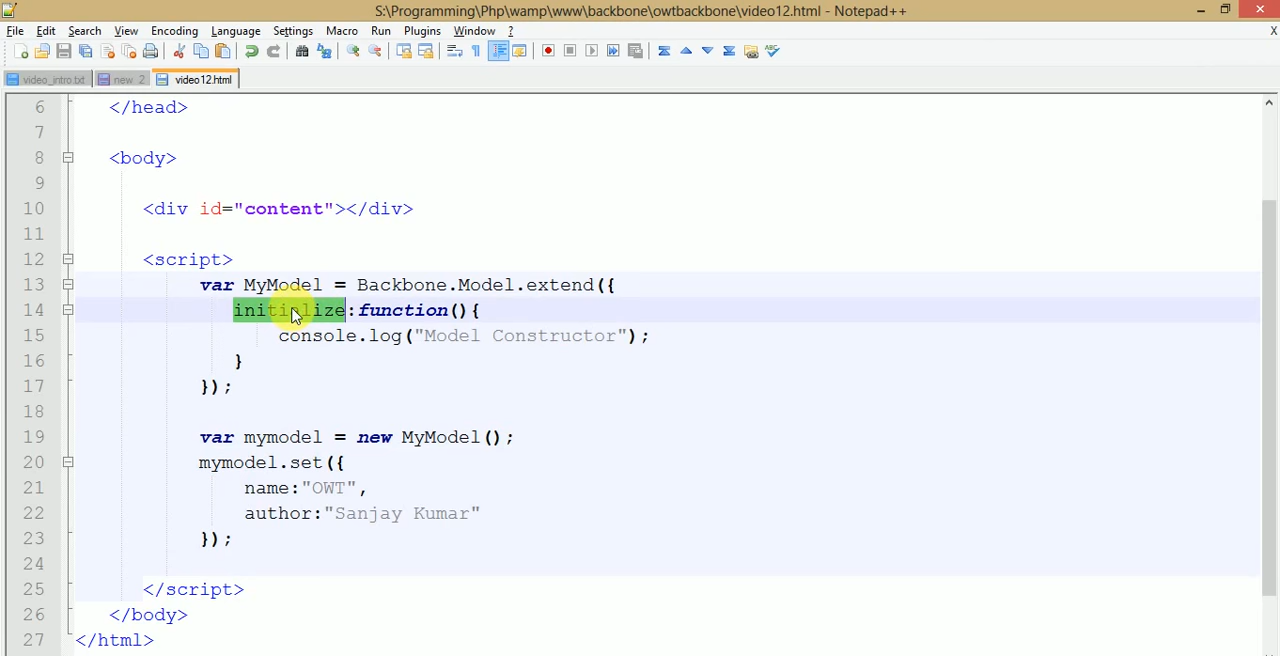 S:\Programming\Php\wamp\www\backbone\owtbackbone\video12.html - Notepad++
File Edit Search View Encoding Language Settings Macro Run Plugins Window ? X
video_intro.txt new 2 video12.html
6 </head>
7
8 <body>
9
10 <div id="content"></div>
11
12 <script>
13 var MyModel = Backbone.Model.extend({
14 initialize:function(){
15 console.log("Model Constructor");
16 }
17 });
18
19 var mymodel = new MyModel();
20 mymodel.set({
21 name:"OWT",
22 author:"Sanjay Kumar"
23 });
24
25 </script>
26 </body>
27 </html>